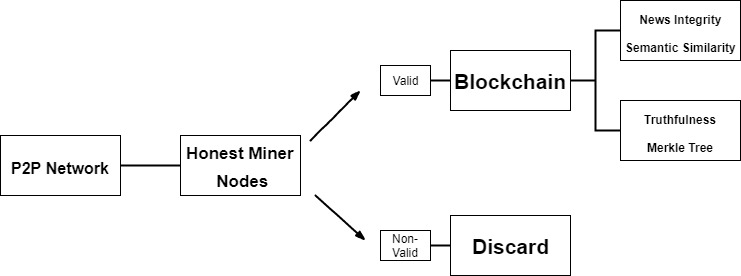 P2P Network
Honest Miner
Nodes
Valid
Blockchain
News Integrity
Semantic Similarity
Truthfulness
Merkle Tree
Non-
Valid
Discard